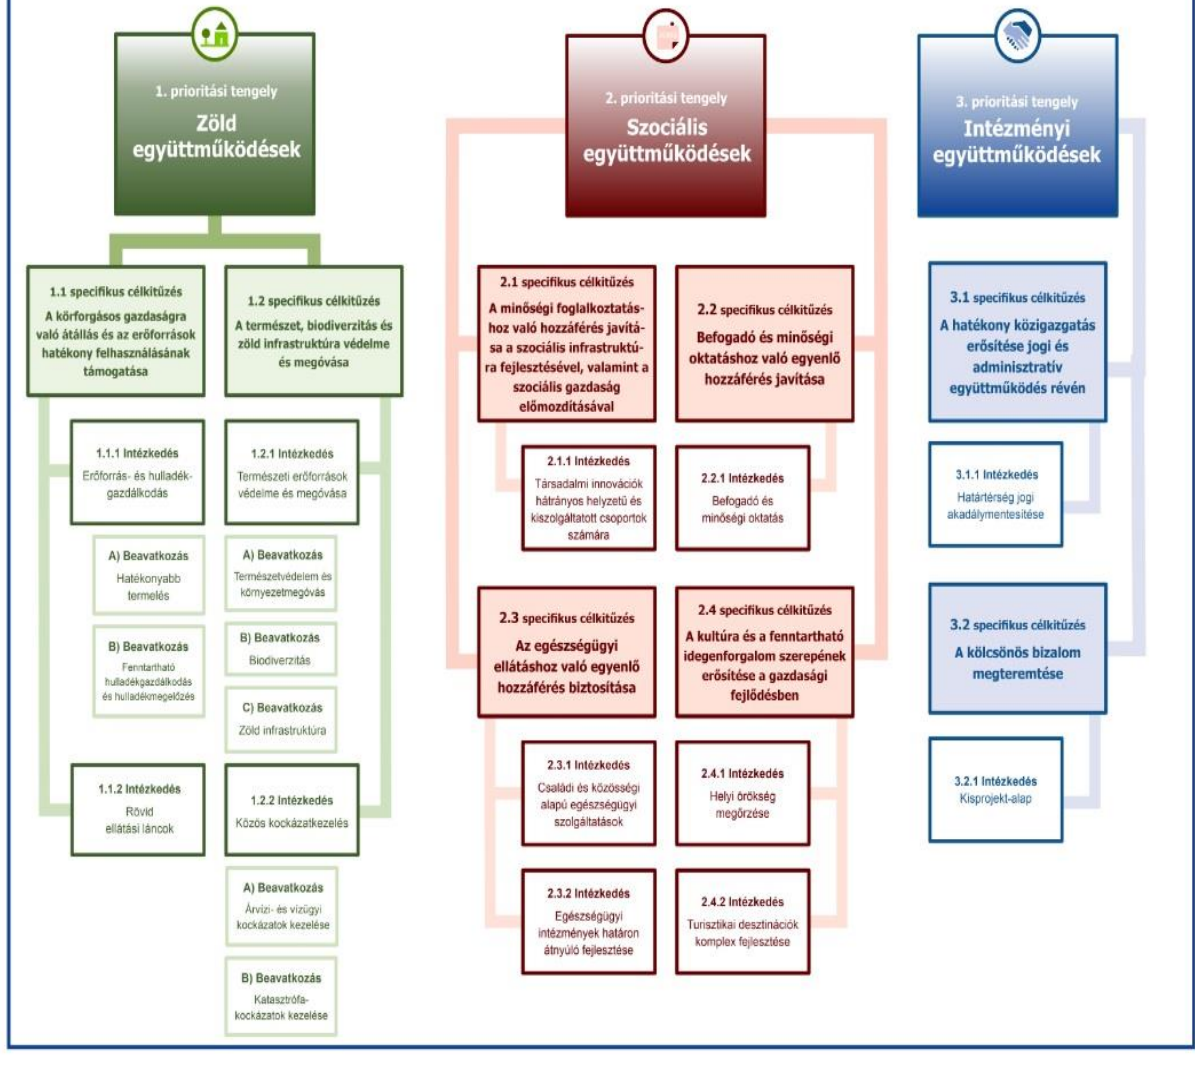 1. prioritási tengely
Zöld
együttműködések
1.1 specifikus célkitűzés
A körforgásos gazdaságra
való átállás és az erőforrások
hatékony felhasználásának
támogatása
1.1.1 Intézkedés
Erőforrás- és hulladék-
gazdálkodás
A) Beavatkozás
Hatékonyabb
termelés
B) Beavatkozás
Fenntartható
hulladékgazdálkodás
és hulladékmegelőzés
1.1.2 Intézkedés
Rövid
ellátási láncok
1.2 specifikus célkitűzés
A természet, biodiverzitás és
zöld infrastruktúra védelme
és megóvása
1.2.1 Intézkedés
Természeti erőforrások
védelme és megóvása
A) Beavatkozás
Természetvédelem és
környezetmegóvás
B) Beavatkozás
Biodiverzitás
C) Beavatkozás
Zöld infrastruktúra
1.2.2 Intézkedés
Közös kockázatkezelés
A) Beavatkozás
Árvízi- és vízügyi
kockázatok kezelése
B) Beavatkozás
Katasztrófa-
kockázatok kezelése
2. prioritási tengely
Szociális
együttműködések
2.1 specifikus célkitűzés
A minőségi foglalkoztatás-
hoz való hozzáférés javítá-
sa a szociális infrastruktú-
ra fejlesztésével, valamint a
szociális gazdaság
előmozdításával
2.1.1 Intézkedés
Társadalmi innovációk
hátrányos helyzetű és
kiszolgáltatott csoportok
számára
2.2 specifikus célkitűzés
Befogadó és minőségi
oktatáshoz való egyenlő
hozzáférés javítása
2.2.1 Intézkedés
Befogadó és
minőségi oktatás
2.3 specifikus célkitűzés
Az egészségügyi
ellátáshoz való egyenlő
hozzáférés biztosítása
2.3.1 Intézkedés
Családi és közösségi
alapú egészségügyi
szolgáltatások
2.3.2 Intézkedés
Egészségügyi
intézmények határon
átnyúló fejlesztése
2.4 specifikus célkitűzés
A kultúra és a fenntartható
idegenforgalom szerepének
erősítése a gazdasági
fejlődésben
2.4.1 Intézkedés
Helyi örökség
megőrzése
2.4.2 Intézkedés
Turisztikai desztinációk
komplex fejlesztése
3. prioritási tengely
Intézményi
együttműködések
3.1 specifikus célkitűzés
A hatékony közigazgatás
erősítése jogi és
adminisztratív
együttműködés révén
3.1.1 Intézkedés
Határtérség jogi
akadálymentesítése
3.2 specifikus célkitűzés
A kölcsönös bizalom
megteremtése
3.2.1 Intézkedés
Kisprojekt-alap